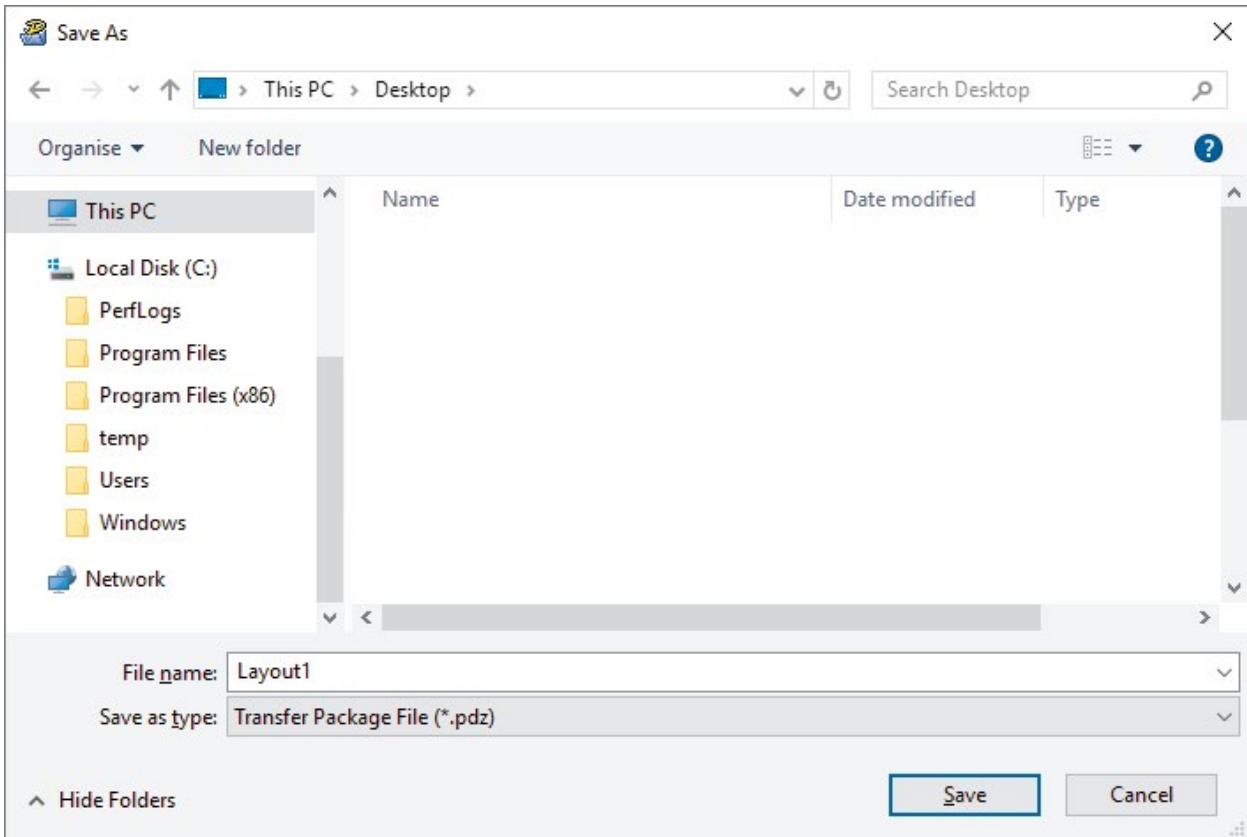 Save As
This PC > Desktop >
Search Desktop
Organise
New folder
?
This PC
Name
Date modified
Type
Local Disk (C:)
PerfLogs
Program Files
Program Files (x86)
temp
Users
Windows
Network
File name: Layout1
Save as type: Transfer Package File (*.pdz)
Hide Folders
Save
Cancel